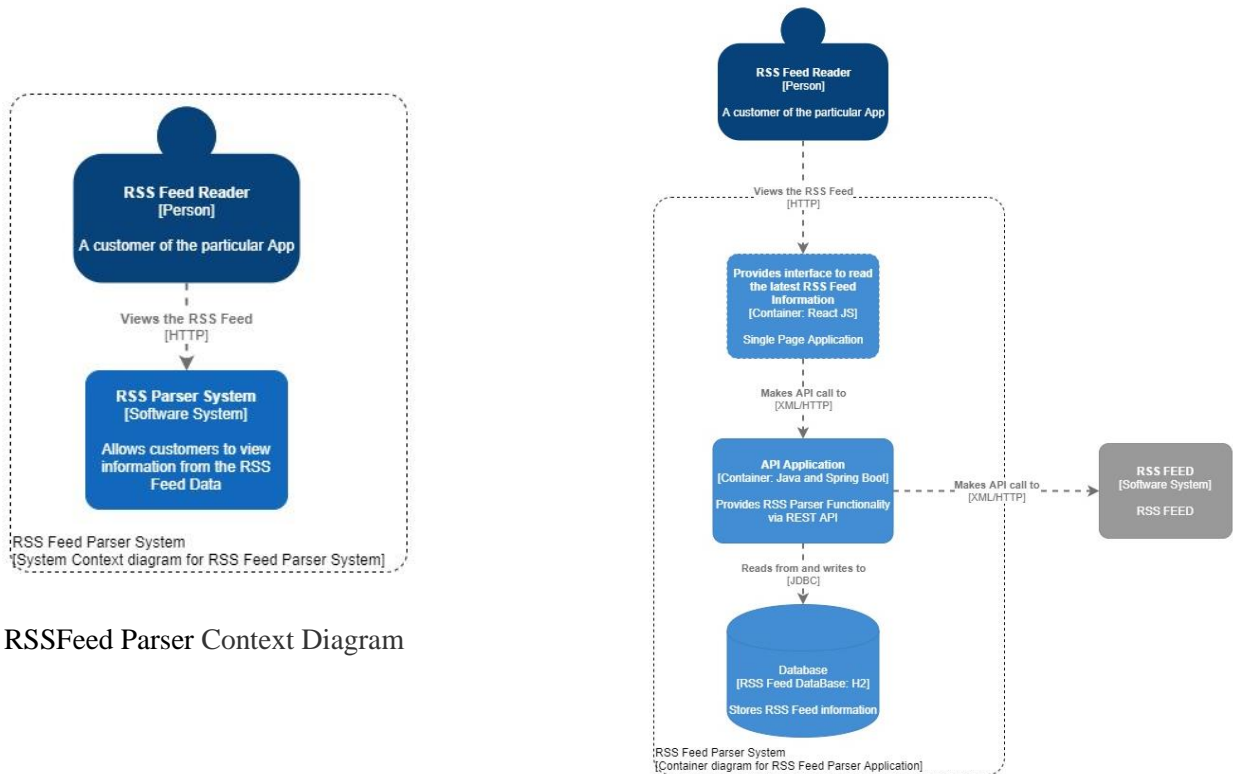 RSS Feed Reader
[Person]
A customer of the particular App
Views the RSS Feed
[HTTP]
RSS Parser System
[Software System]
Allows customers to view
information from the RSS
Feed Data
RSS Feed Parser System
[System Context diagram for RSS Feed Parser System]
RSSFeed Parser Context Diagram
RSS Feed Reader
[Person]
A customer of the particular App
Views the RSS Feed
[HTTP]
Provides interface to read
the latest RSS Feed
Information
[Container: React JS]
Single Page Application
Makes API call to
[XML/HTTP]
API Application
[Container: Java and Spring Boot]
Provides RSS Parser Functionality
via REST API
Makes API call to
[XML/HTTP]
RSS FEED
[Software System]
RSS FEED
Reads from and writes to
[JDBC]
Database
[RSS Feed DataBase: H2]
Stores RSS Feed information
RSS Feed Parser System
[Container diagram for RSS Feed Parser Application]